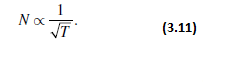 N ∝ 1/√T. (3.11)